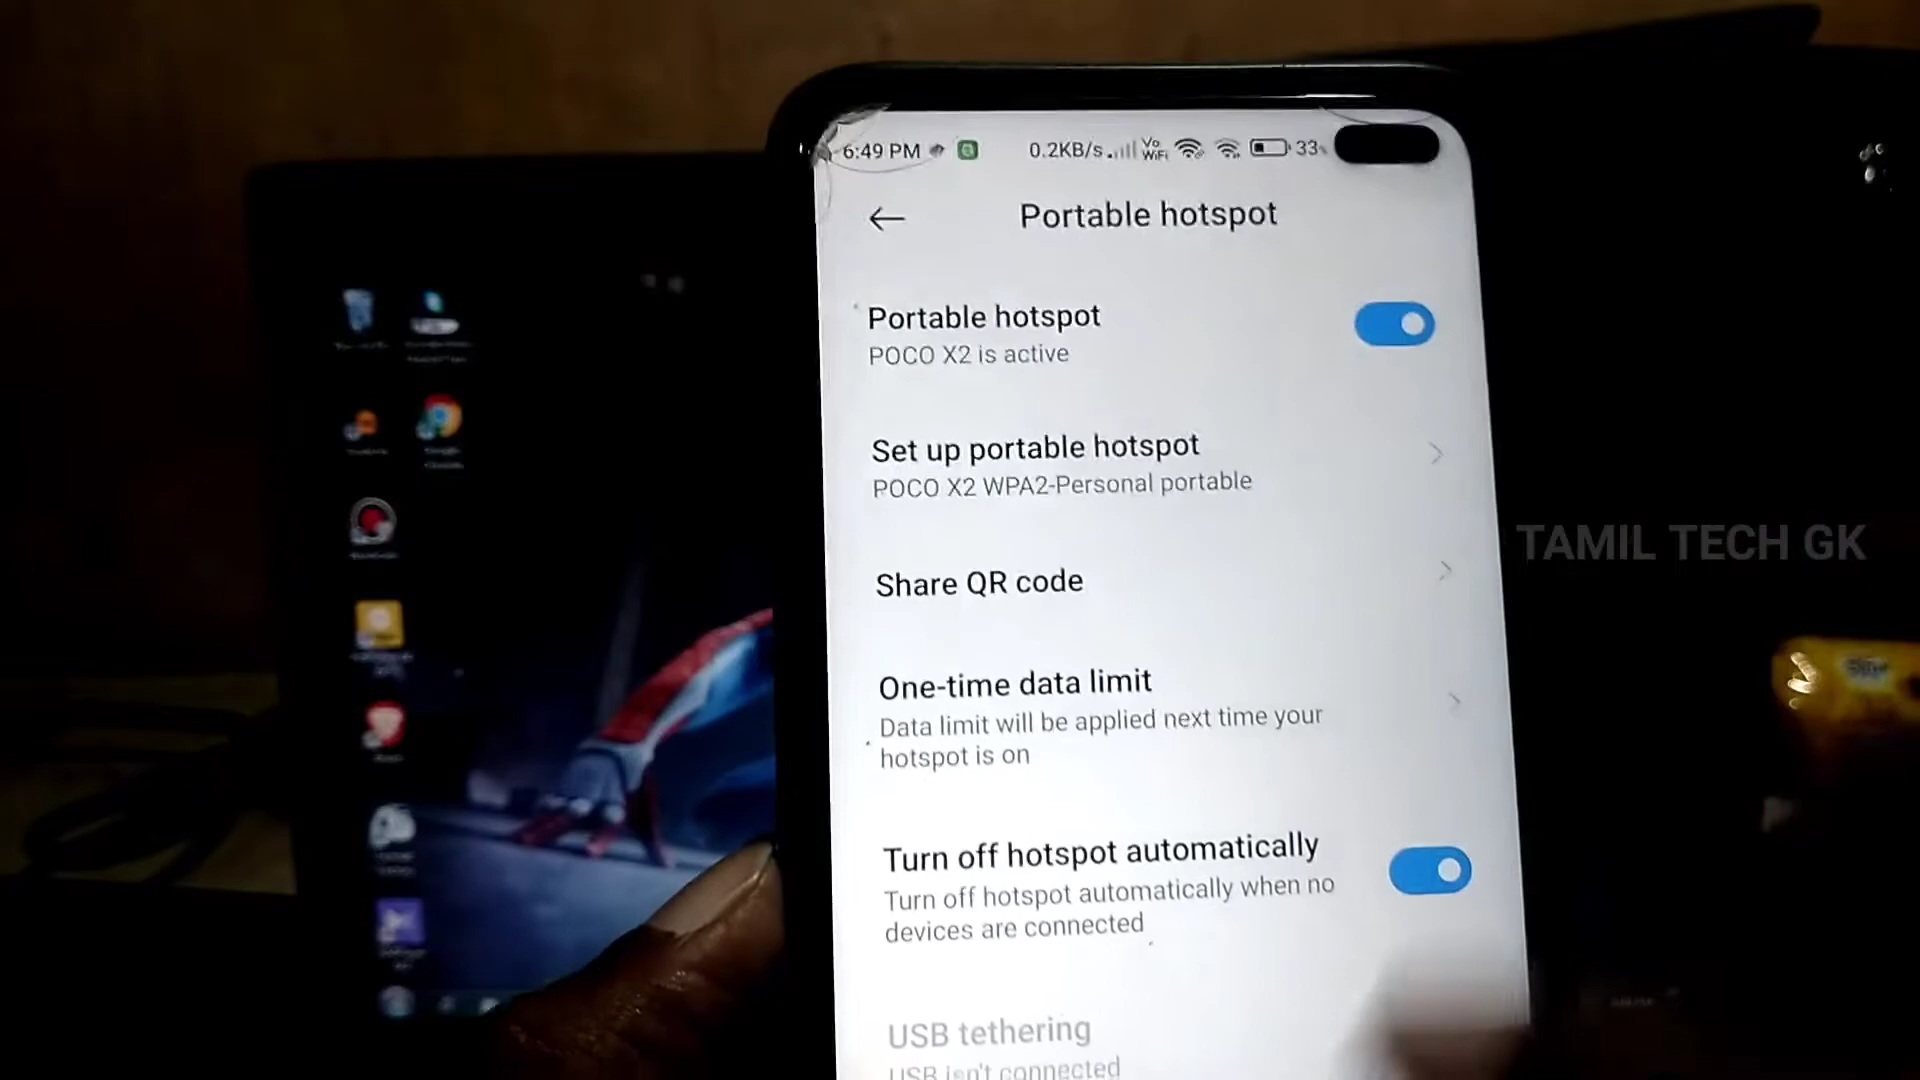 6:49 PM
0.2KB/s
Vo
WiFi
33
Portable hotspot
Portable hotspot
POCO X2 is active
Set up portable hotspot
POCO X2 WPA2-Personal portable
Share QR code
One-time data limit
Data limit will be applied next time your
hotspot is on
Turn off hotspot automatically
Turn off hotspot automatically when no
devices are connected
USB tethering
USB isn't connected
TAMIL TECH GK